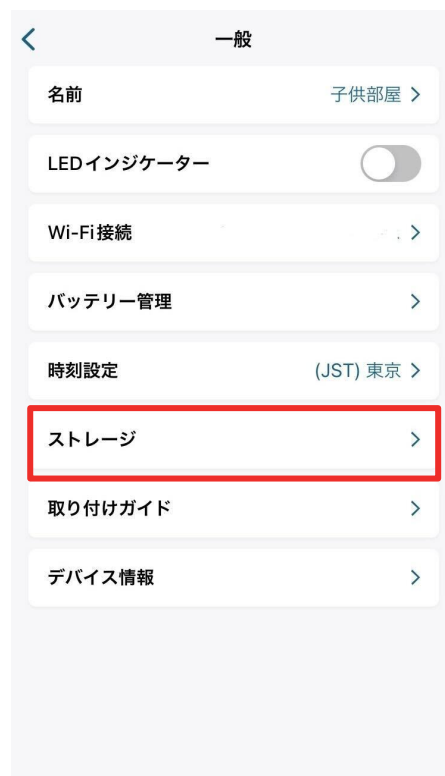 一般
名前 子供部屋
LEDインジケーター
Wi-Fi接続
バッテリー管理
時刻設定 (JST) 東京
ストレージ
取り付けガイド
デバイス情報